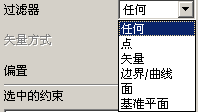 过滤器
任何
任何
矢量方式
点
矢量
偏置
边界/曲线
面
选中的约束
基准平面